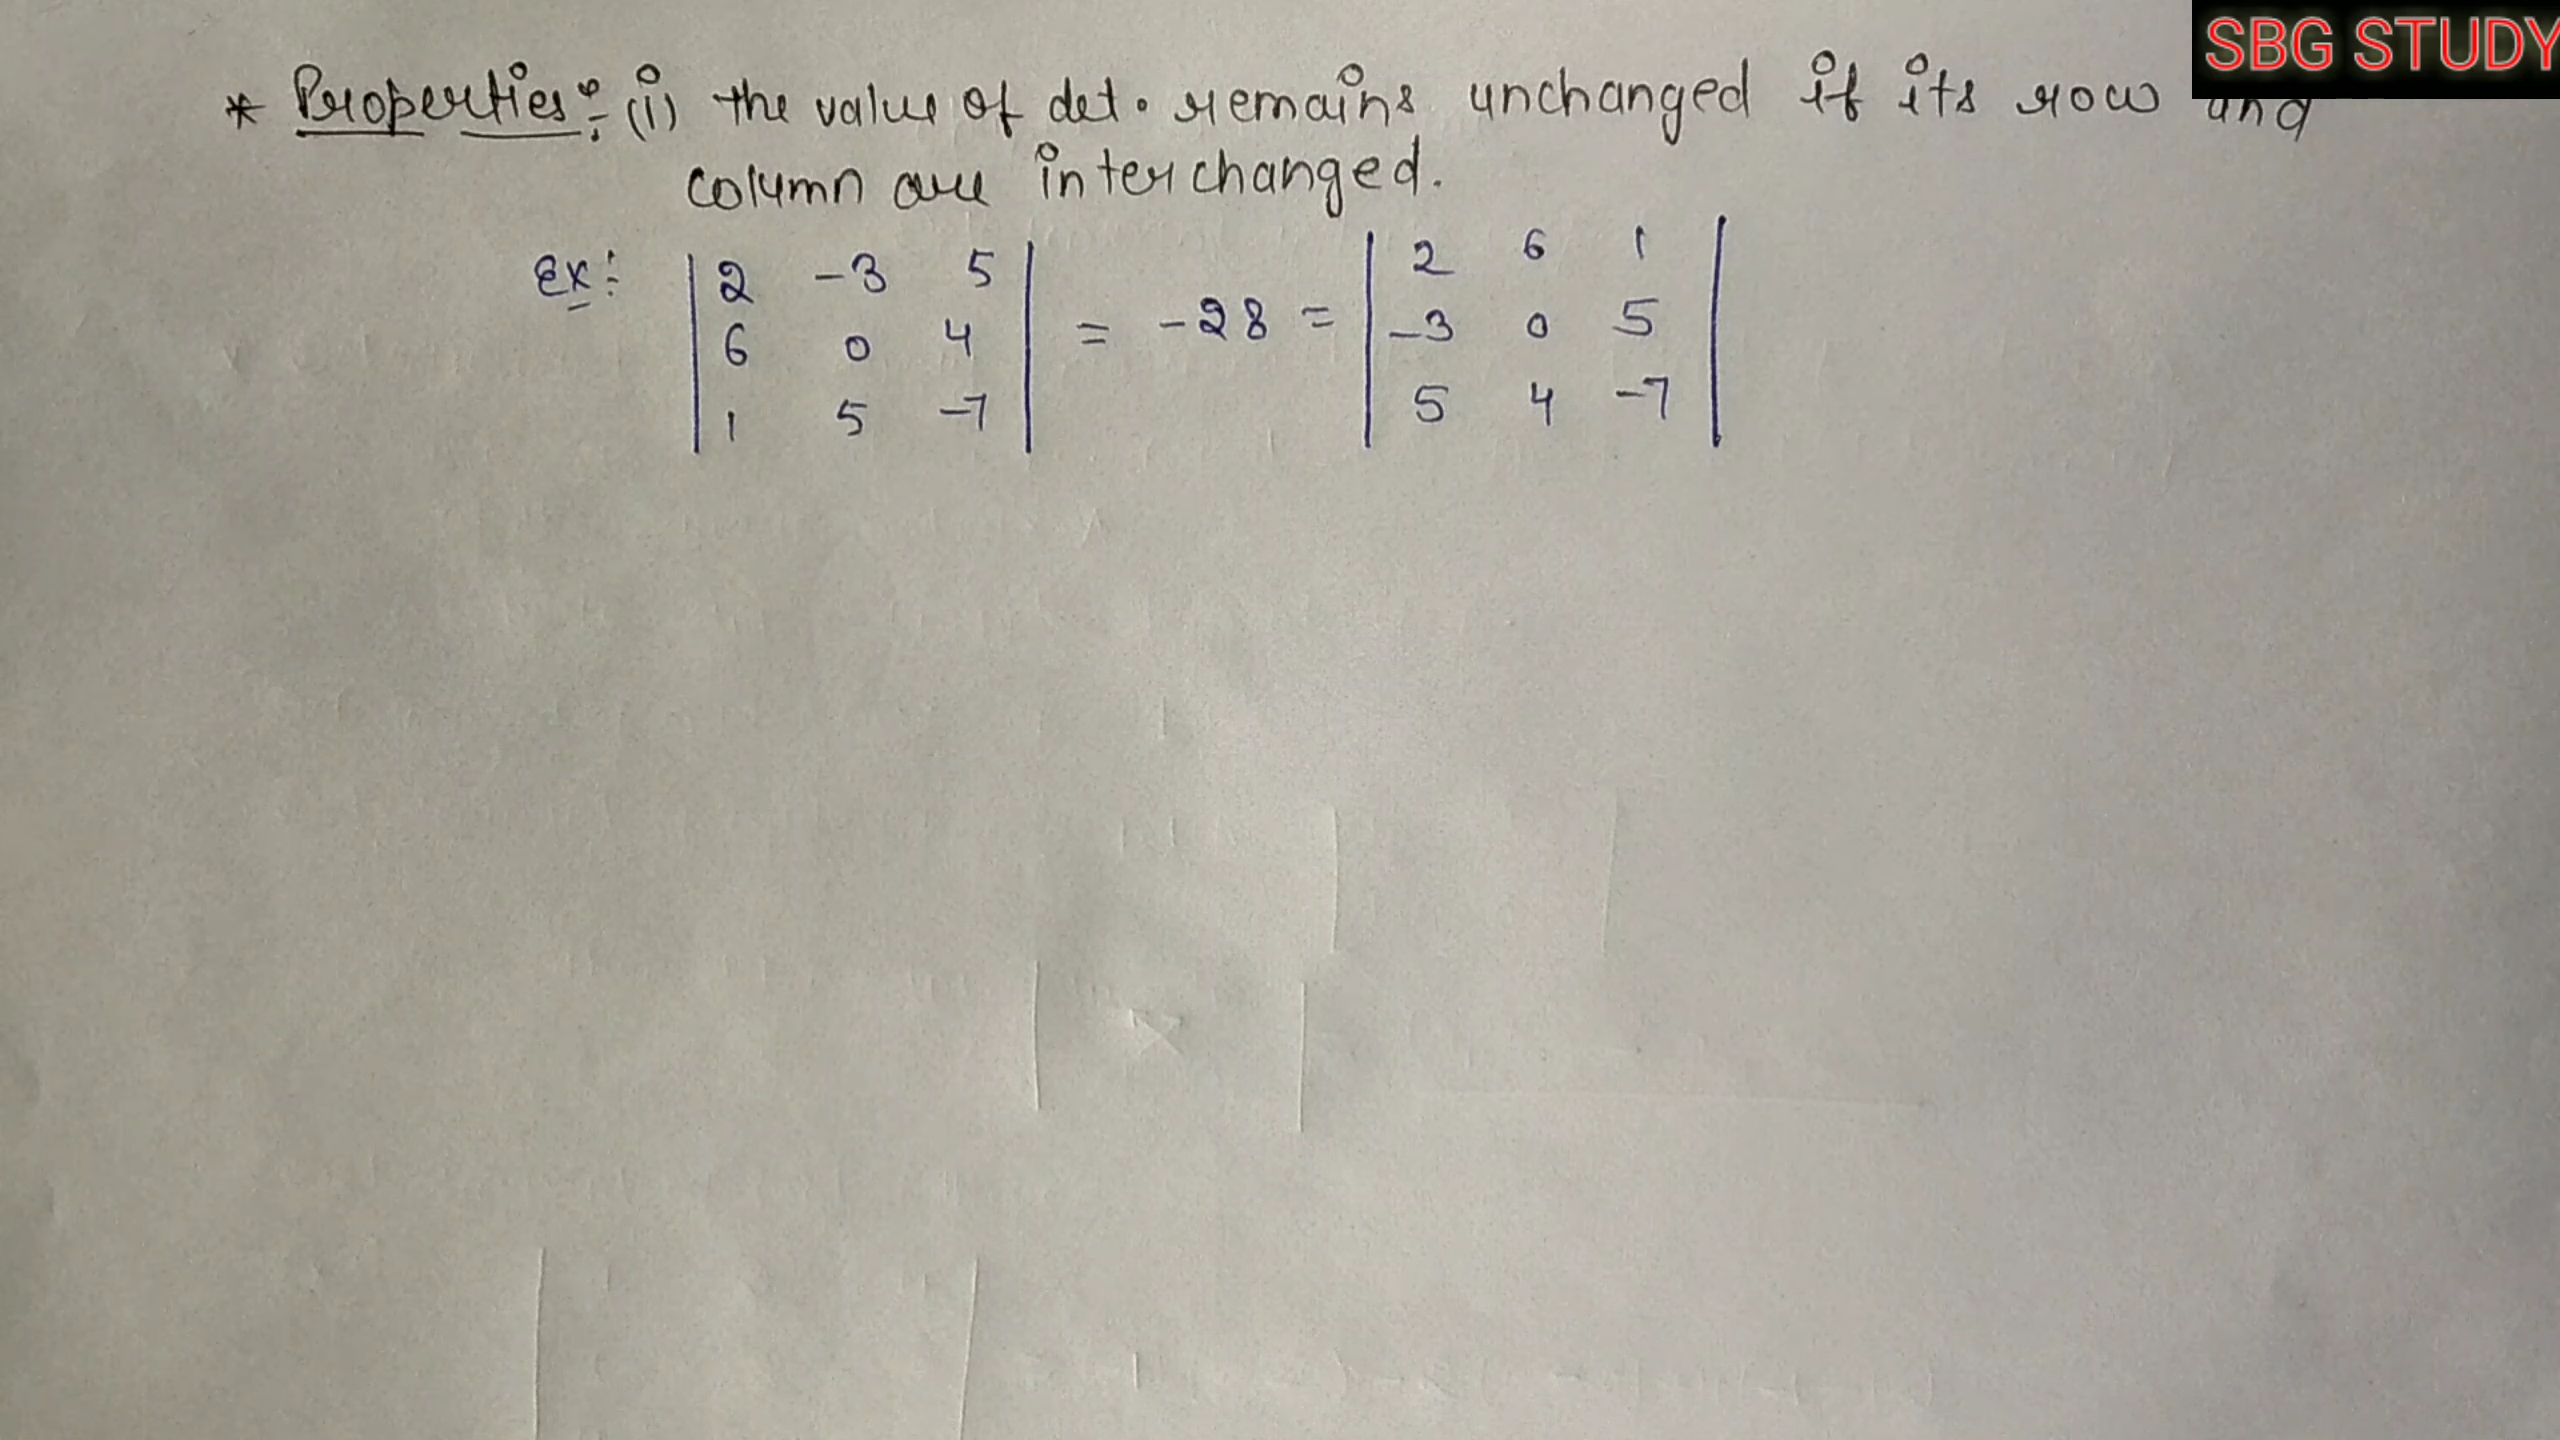 SBG STUDY
* Properties:- (i) the value of det. remains unchanged if its row and
column are interchanged.
Ex:- | 2 -3 5 | = -28 = | 2 6 1 |
| 6 0 4 | | -3 0 5 |
| 1 5 -7 | | 5 4 -7 |